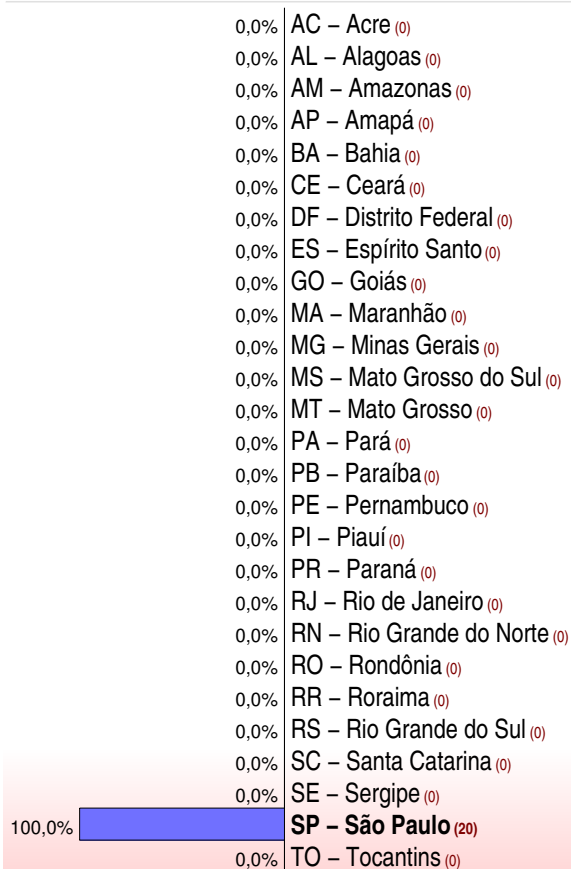 0,0% AC – Acre (0)
0,0% AL – Alagoas (0)
0,0% AM – Amazonas (0)
0,0% AP – Amapá (0)
0,0% BA – Bahia (0)
0,0% CE – Ceará (0)
0,0% DF – Distrito Federal (0)
0,0% ES – Espírito Santo (0)
0,0% GO – Goiás (0)
0,0% MA – Maranhão (0)
0,0% MG – Minas Gerais (0)
0,0% MS – Mato Grosso do Sul (0)
0,0% MT – Mato Grosso (0)
0,0% PA – Pará (0)
0,0% PB – Paraíba (0)
0,0% PE – Pernambuco (0)
0,0% PI – Piauí (0)
0,0% PR – Paraná (0)
0,0% RJ – Rio de Janeiro (0)
0,0% RN – Rio Grande do Norte (0)
0,0% RO – Rondônia (0)
0,0% RR – Roraima (0)
0,0% RS – Rio Grande do Sul (0)
0,0% SC – Santa Catarina (0)
0,0% SE – Sergipe (0)
100,0% SP – São Paulo (20)
0,0% TO – Tocantins (0)